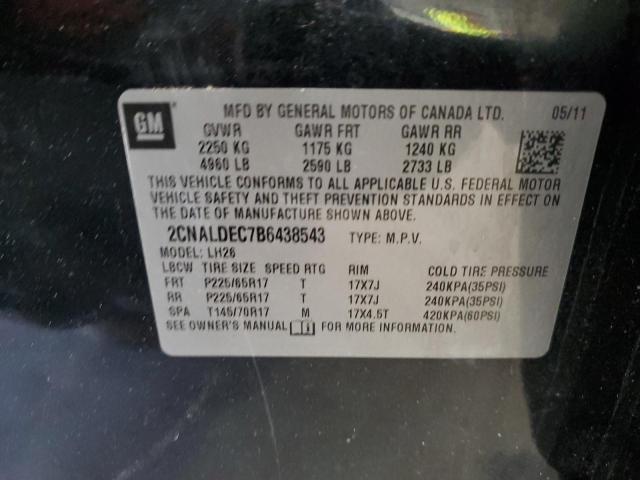 GM
MFD BY GENERAL MOTORS OF CANADA LTD. 05/11
GVWR GAWR FRT GAWR RR
2250 KG 1175 KG 1240 KG
4960 LB 2590 LB 2733 LB
THIS VEHICLE CONFORMS TO ALL APPLICABLE U.S. FEDERAL MOTOR
VEHICLE SAFETY AND THEFT PREVENTION STANDARDS IN EFFECT ON
THE DATE OF MANUFACTURE SHOWN ABOVE.
2CNALDEC7B6438543 TYPE: M.P.V.
MODEL: LH26
LBCW TIRE SIZE SPEED RTG RIM COLD TIRE PRESSURE
FRT P225/65R17 T 17X7J 240KPA(35PSI)
RR P225/65R17 T 17X7J 240KPA(35PSI)
SPA T145/70R17 M 17X4.5T 420KPA(60PSI)
SEE OWNER'S MANUAL FOR MORE INFORMATION.